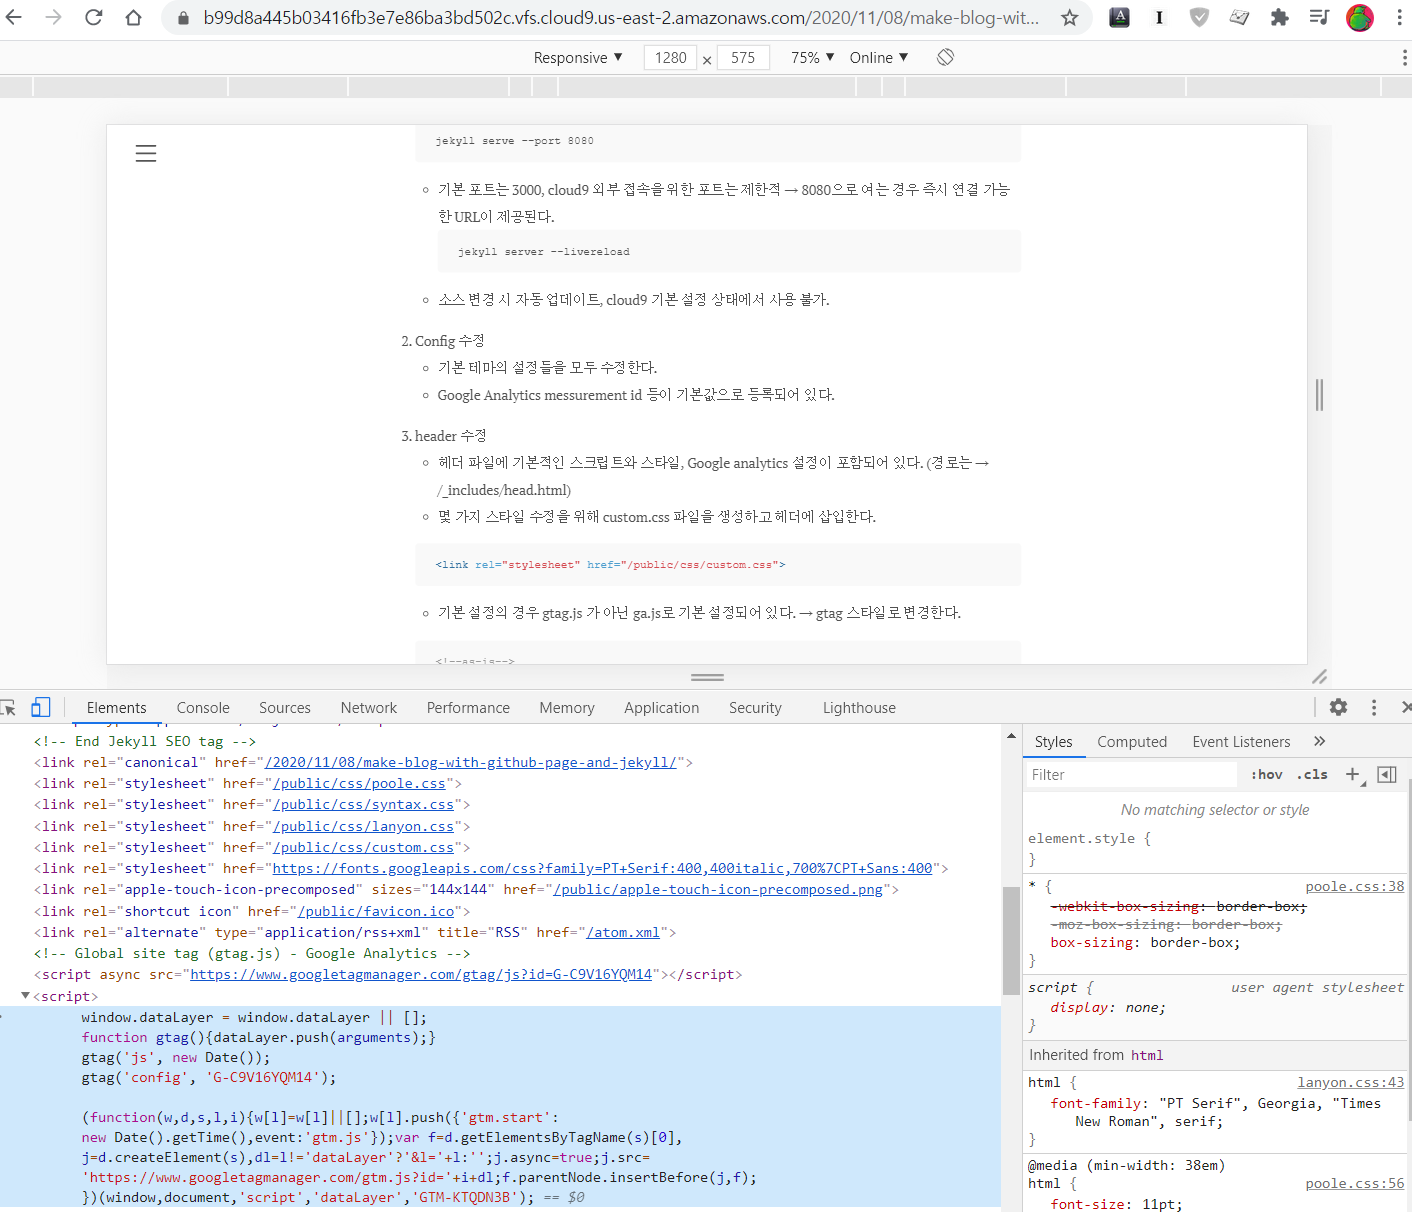 b99d8a445b03416fb3e7e86ba3bd502c.vfs.cloud9.us-east-2.amazonaws.com/2020/11/08/make-blog-wit...
Responsive ▼ 1280 × 575 75% ▼ Online ▼
jekyll serve --port 8080
기본 포트는 3000, cloud9 외부 접속을 위한 포트는 제한적 → 8080으로 여는 경우 즉시 연결 가능
한 URL이 제공된다.
jekyll server --livereload
소스 변경 시 자동 업데이트, cloud9 기본 설정 상태에서 사용 불가.
2. Config 수정
기본 테마의 설정들을 모두 수정한다.
Google Analytics messurement id 등이 기본값으로 등록되어 있다.
3. header 수정
헤더 파일에 기본적인 스크립트와 스타일, Google analytics 설정이 포함되어 있다. (경로는 →
/_includes/head.html)
몇 가지 스타일 수정을 위해 custom.css 파일을 생성하고 헤더에 삽입한다.
<link rel="stylesheet" href="/public/css/custom.css">
기본 설정의 경우 gtag.js 가 아닌 ga.js로 기본 설정되어 있다. → gtag 스타일로 변경한다.
<!--as-is-->
Elements Console Sources Network Performance Memory Application Security Lighthouse
<!-- End Jekyll SEO tag -->
<link rel="canonical" href="/2020/11/08/make-blog-with-github-page-and-jekyll/">
<link rel="stylesheet" href="/public/css/poole.css">
<link rel="stylesheet" href="/public/css/syntax.css">
<link rel="stylesheet" href="/public/css/lanyon.css">
<link rel="stylesheet" href="/public/css/custom.css">
<link rel="stylesheet" href="https://fonts.googleapis.com/css?family=PT+Serif:400,400italic,700%7CPT+Sans:400">
<link rel="apple-touch-icon-precomposed" sizes="144x144" href="/public/apple-touch-icon-precomposed.png">
<link rel="shortcut icon" href="/public/favicon.ico">
<link rel="alternate" type="application/rss+xml" title="RSS" href="/atom.xml">
<!-- Global site tag (gtag.js) - Google Analytics -->
<script async src="https://www.googletagmanager.com/gtag/js?id=G-C9V16YQM14"></script>
▼<script>
window.dataLayer = window.dataLayer || [];
function gtag(){dataLayer.push(arguments);}
gtag('js', new Date());
gtag('config', 'G-C9V16YQM14');
(function(w,d,s,l,i){w[l]=w[l]||[];w[l].push({'gtm.start':
new Date().getTime(),event:'gtm.js'});var f=d.getElementsByTagName(s)[0],
j=d.createElement(s),dl=l!='dataLayer'?'&l='+l:'';j.async=true;j.src=
'https://www.googletagmanager.com/gtm.js?id='+i+dl;f.parentNode.insertBefore(j,f);
})(window,document,'script','dataLayer','GTM-KTQDN3B'); == $0
Styles Computed Event Listeners »
Filter :hov .cls +
No matching selector or style
element.style {
}
* { poole.css:38
-webkit-box-sizing: border-box;
-moz-box-sizing: border-box;
box-sizing: border-box;
}
script { user agent stylesheet
display: none;
}
Inherited from html
html { lanyon.css:43
font-family: "PT Serif", Georgia, "Times
New Roman", serif;
}
@media (min-width: 38em)
html { poole.css:56
font-size: 11pt;